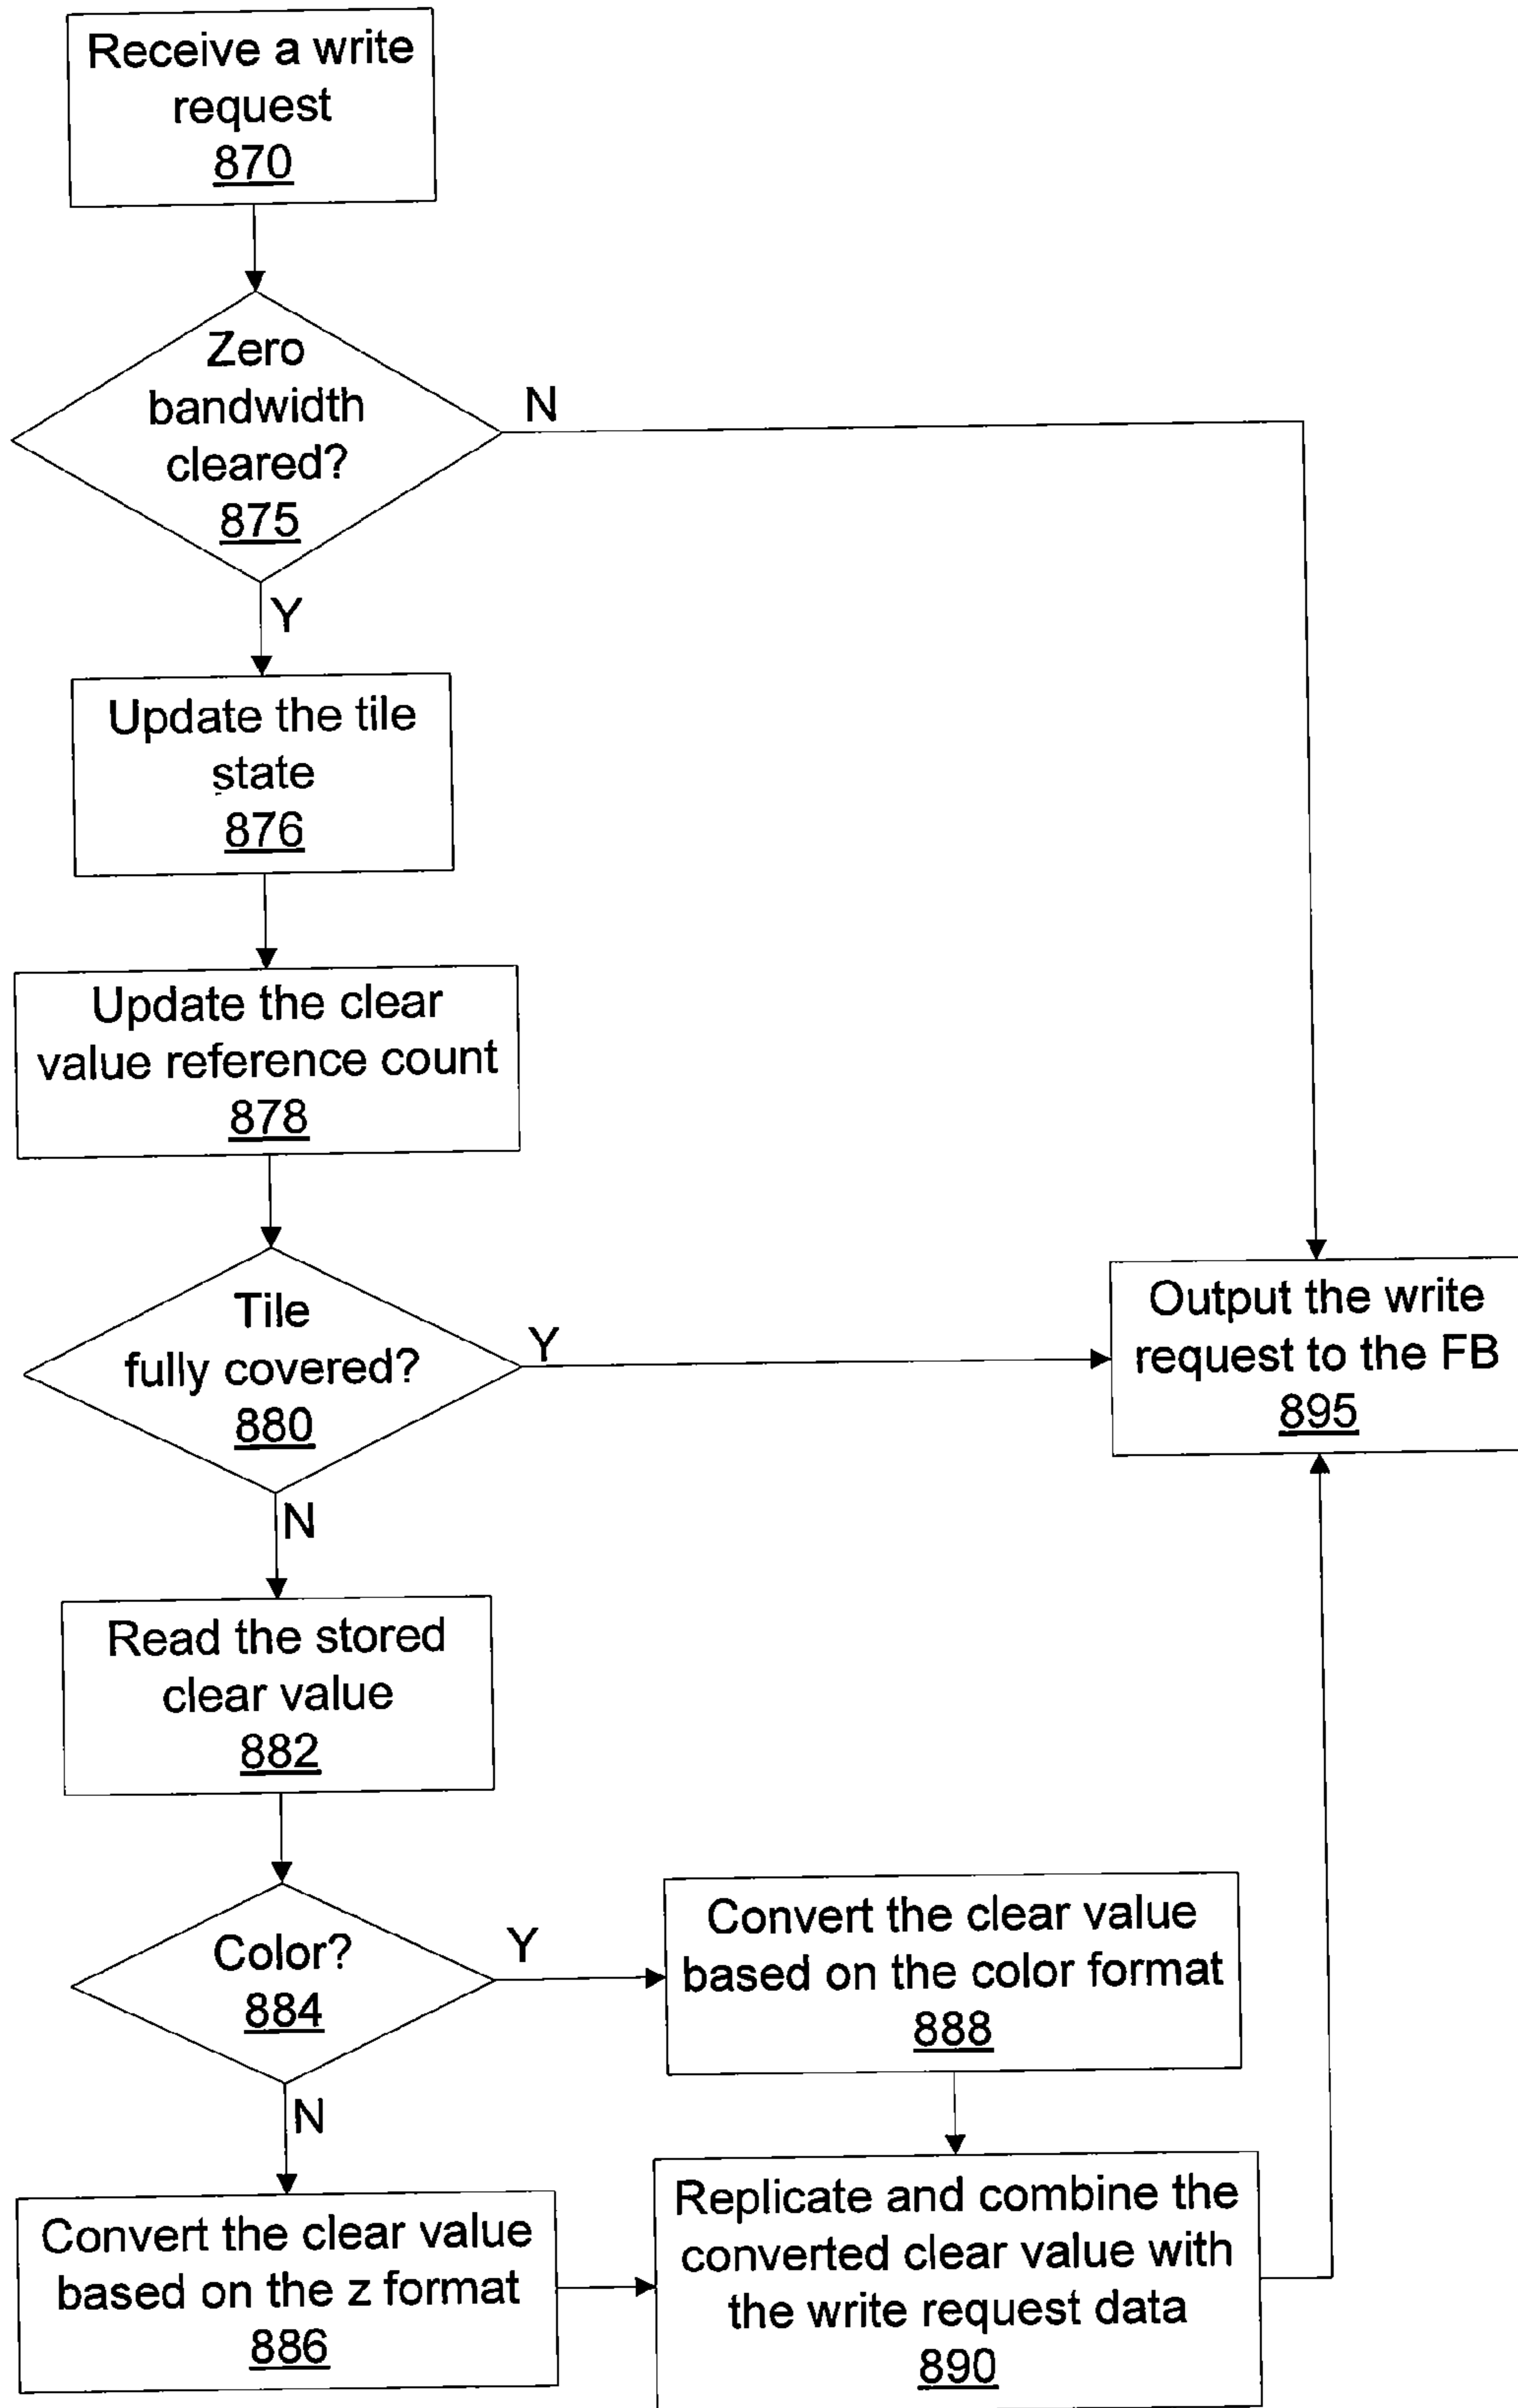 Receive a write
request
870
Zero
bandwidth
cleared?
875
N
Y
Update the tile
state
876
Update the clear
value reference count
878
Tile
fully covered?
880
Y
Output the write
request to the FB
895
N
Read the stored
clear value
882
Color?
884
Y
Convert the clear value
based on the color format
888
N
Convert the clear value
based on the z format
886
Replicate and combine the
converted clear value with
the write request data
890